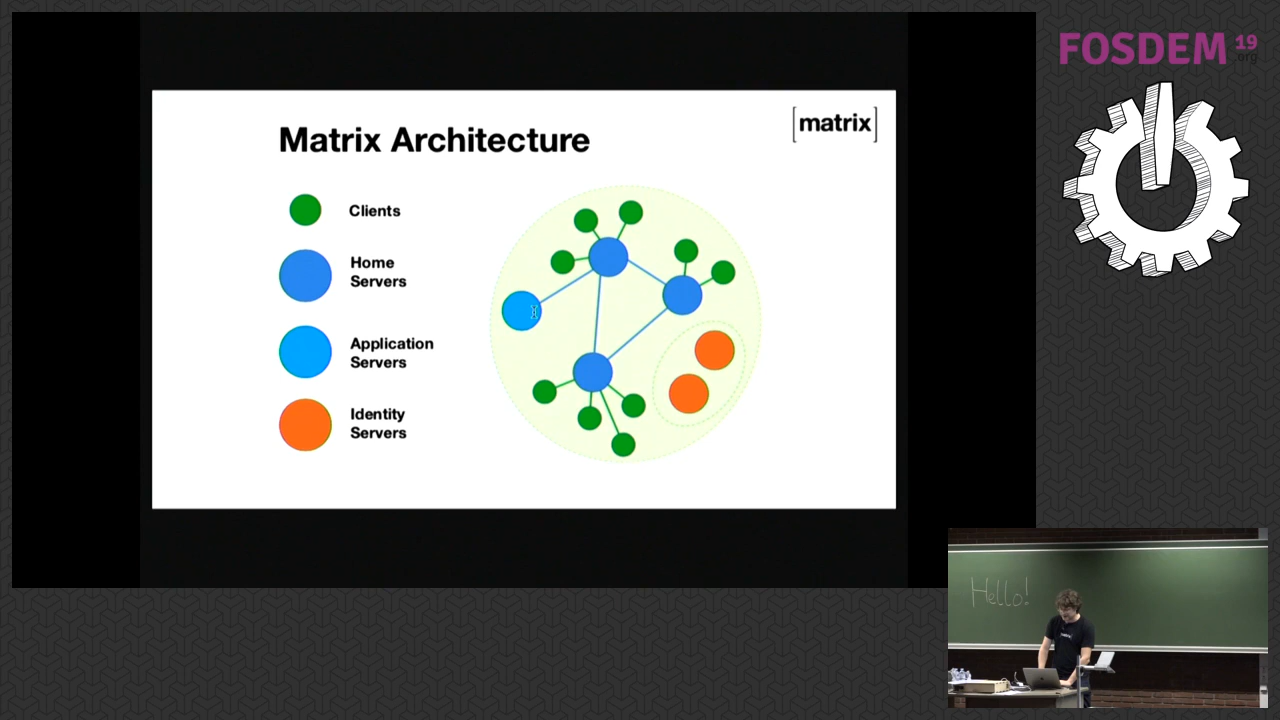 FOSDEM 19
.org
Matrix Architecture
[matrix]
Clients
Home
Servers
Application
Servers
Identity
Servers
Hello!